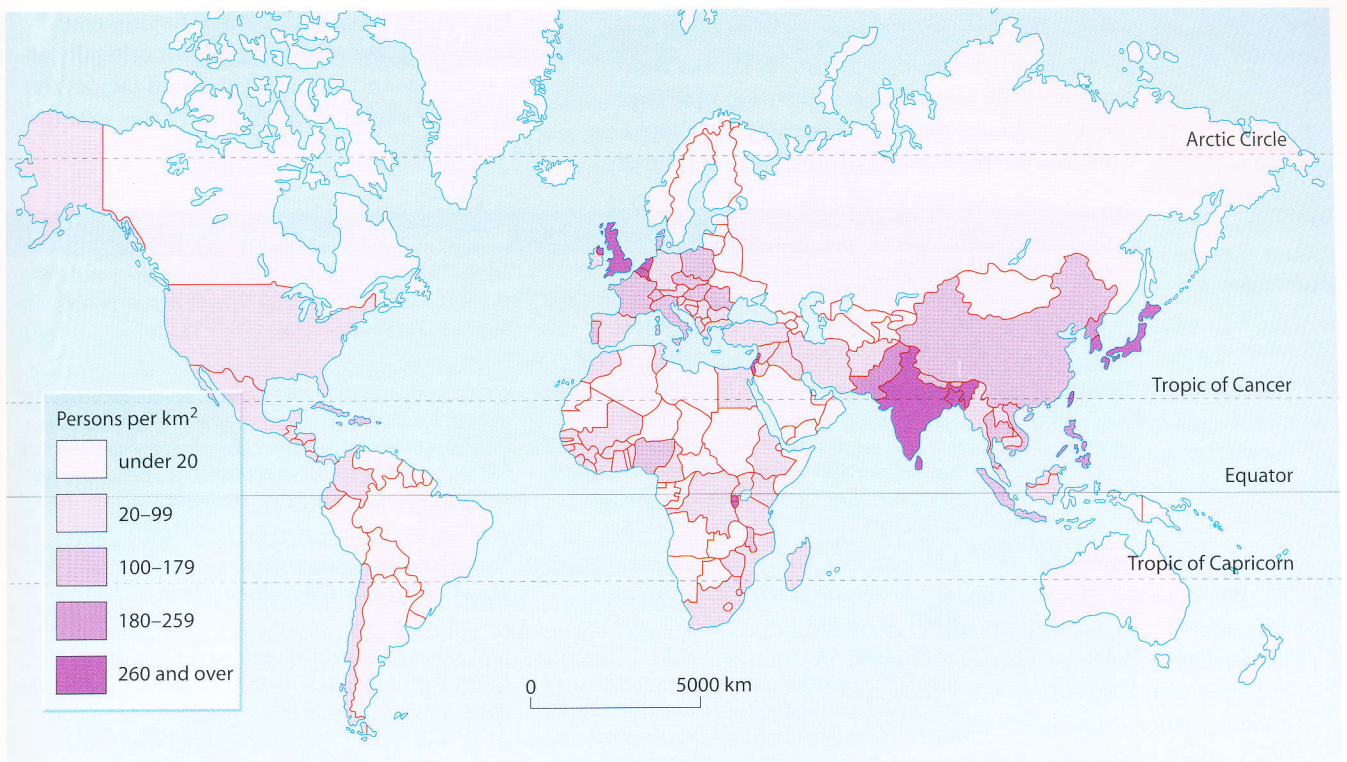 Arctic Circle
Tropic of Cancer
Equator
Tropic of Capricorn
Persons per km²
under 20
20–99
100–179
180–259
260 and over
0 5000 km